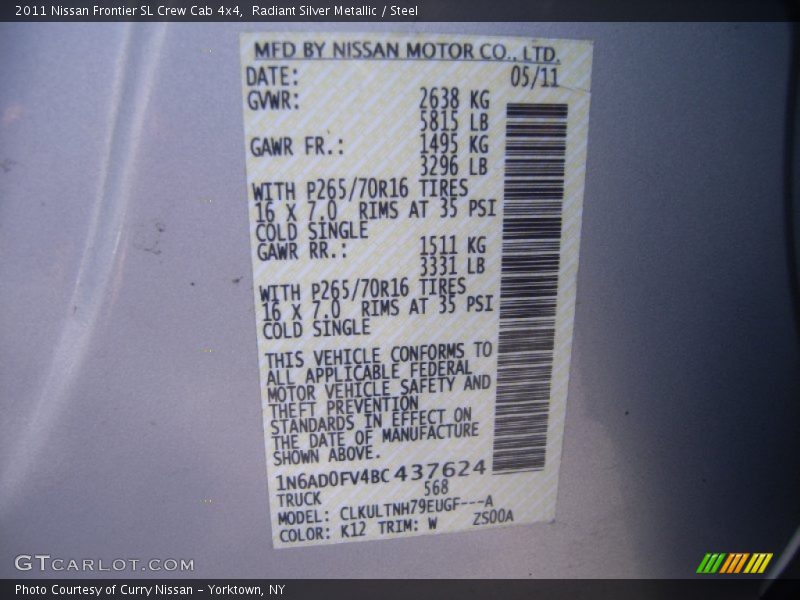 2011 Nissan Frontier SL Crew Cab 4x4,  Radiant Silver Metallic / Steel
MFD BY NISSAN MOTOR CO., LTD.
DATE: 05/11
GVWR: 2638 KG
5815 LB
GAWR FR.: 1495 KG
3296 LB
WITH P265/70R16 TIRES
16 X 7.0 RIMS AT 35 PSI
COLD SINGLE
GAWR RR.: 1511 KG
3331 LB
WITH P265/70R16 TIRES
16 X 7.0 RIMS AT 35 PSI
COLD SINGLE
THIS VEHICLE CONFORMS TO
ALL APPLICABLE FEDERAL
MOTOR VEHICLE SAFETY AND
THEFT PREVENTION
STANDARDS IN EFFECT ON
THE DATE OF MANUFACTURE
SHOWN ABOVE.
1N6AD0FV4BC 437624
TRUCK 568
MODEL: CLKULTNH79EUGF---A
COLOR: K12 TRIM: W ZS00A
GTCARLOT.COM
Photo Courtesy of Curry Nissan – Yorktown, NY